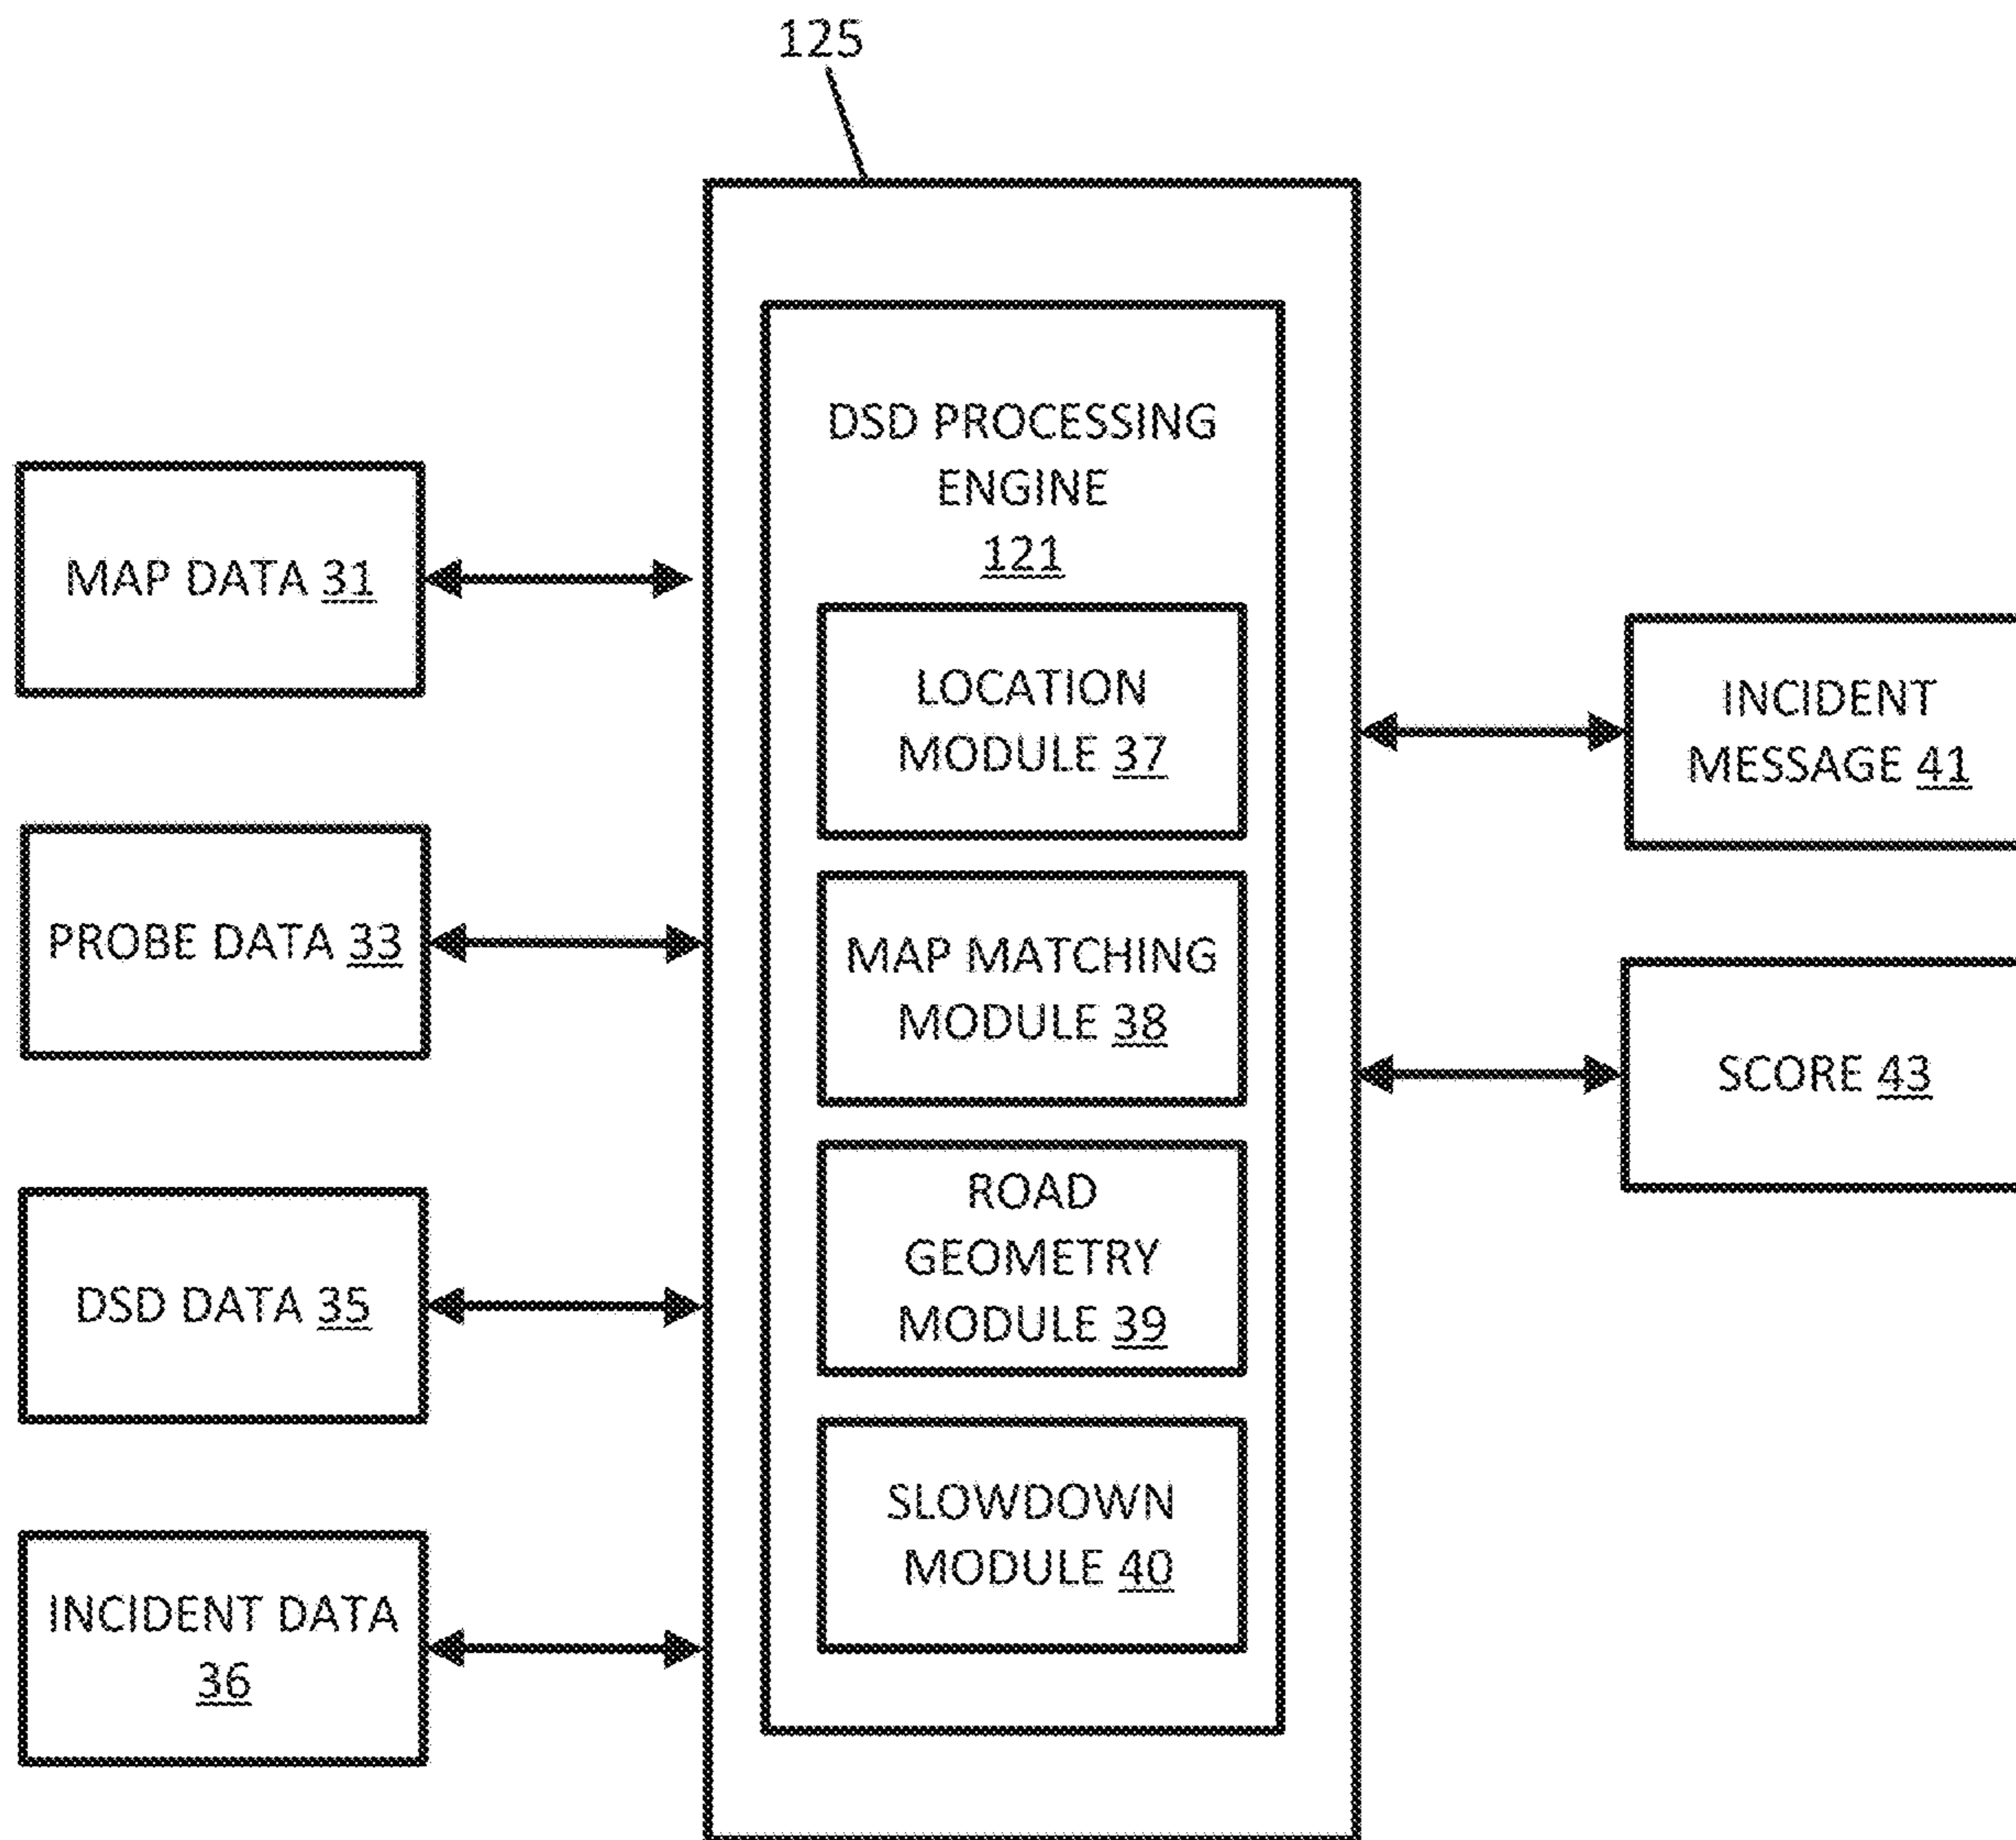 125
DSD PROCESSING
ENGINE
121
MAP DATA 31
PROBE DATA 33
DSD DATA 35
INCIDENT DATA
36
LOCATION
MODULE 37
MAP MATCHING
MODULE 38
ROAD
GEOMETRY
MODULE 39
SLOWDOWN
MODULE 40
INCIDENT
MESSAGE 41
SCORE 43